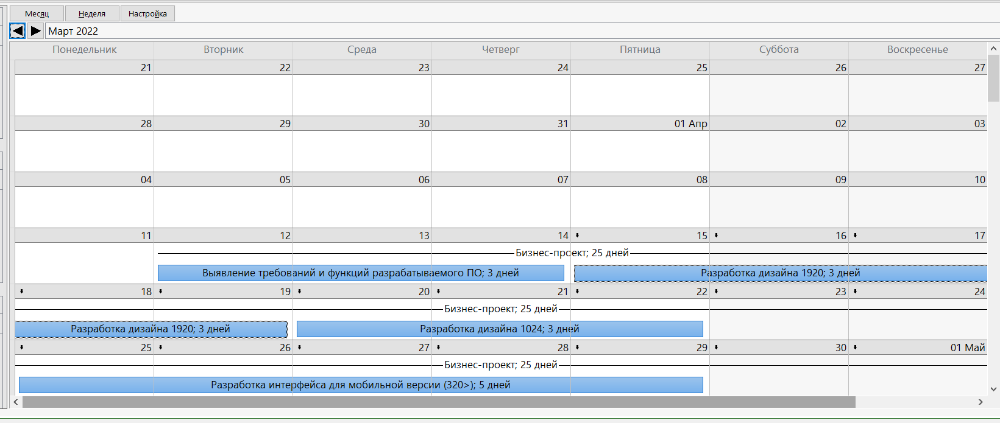 Месяц Неделя Настройка
Март 2022
Понедельник Вторник Среда Четверг Пятница Суббота Воскресенье
21 22 23 24 25 26 27
28 29 30 31 01 Апр 02 03
04 05 06 07 08 09 10
11 12 13 14 15 16 17
Бизнес-проект; 25 дней
Выявление требований и функций разрабатываемого ПО; 3 дней Разработка дизайна 1920; 3 дней
18 19 20 21 22 23 24
Бизнес-проект; 25 дней
Разработка дизайна 1920; 3 дней Разработка дизайна 1024; 3 дней
25 26 27 28 29 30 01 Май
Бизнес-проект; 25 дней
Разработка интерфейса для мобильной версии (320>); 5 дней